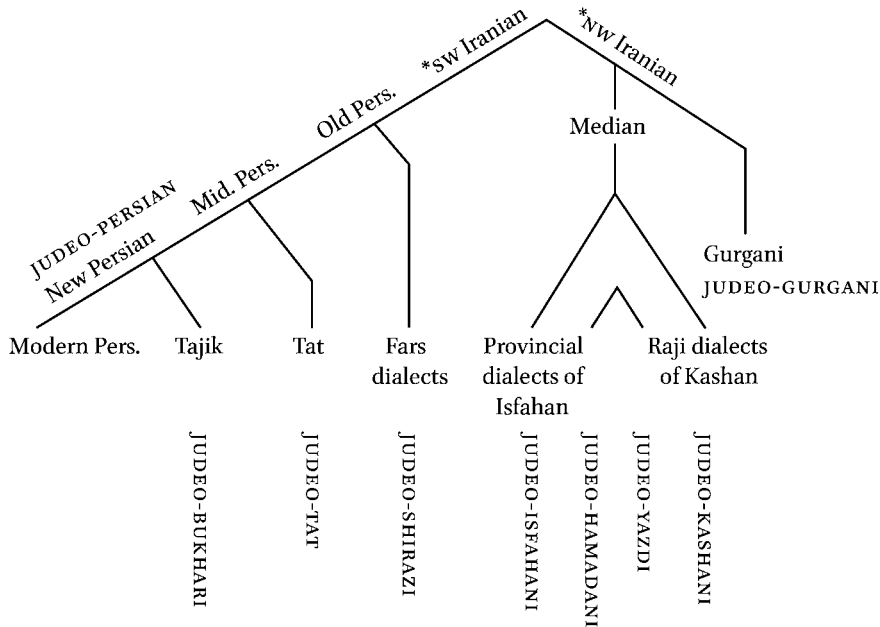 *SW Iranian
*NW Iranian
Old Pers.
Median
Mid. Pers.
JUDEO-PERSIAN
New Persian
Gurgani
JUDEO-GURGANI
Modern Pers.
Tajik
Tat
Fars
dialects
Provincial
dialects of
Isfahan
Raji dialects
of Kashan
JUDEO-BUKHARI
JUDEO-TAT
JUDEO-SHIRAZI
JUDEO-ISFAHANI
JUDEO-HAMADANI
JUDEO-YAZDI
JUDEO-KASHANI